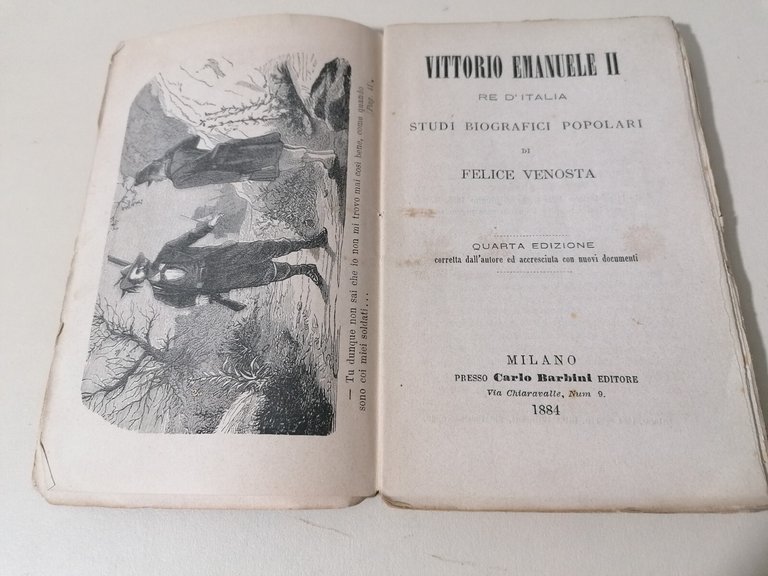 — Tu dunque non sai che io non mi trovo mai così bene, come quando
sono coi miei soldati...
VITTORIO EMANUELE II
RE D'ITALIA
STUDI BIOGRAFICI POPOLARI
DI
FELICE VENOSTA
QUARTA EDIZIONE
corretta dall'autore ed accresciuta con nuovi documenti
MILANO
PRESSO Carlo Barbini EDITORE
Via Chiaravalle, Num 9.
1884